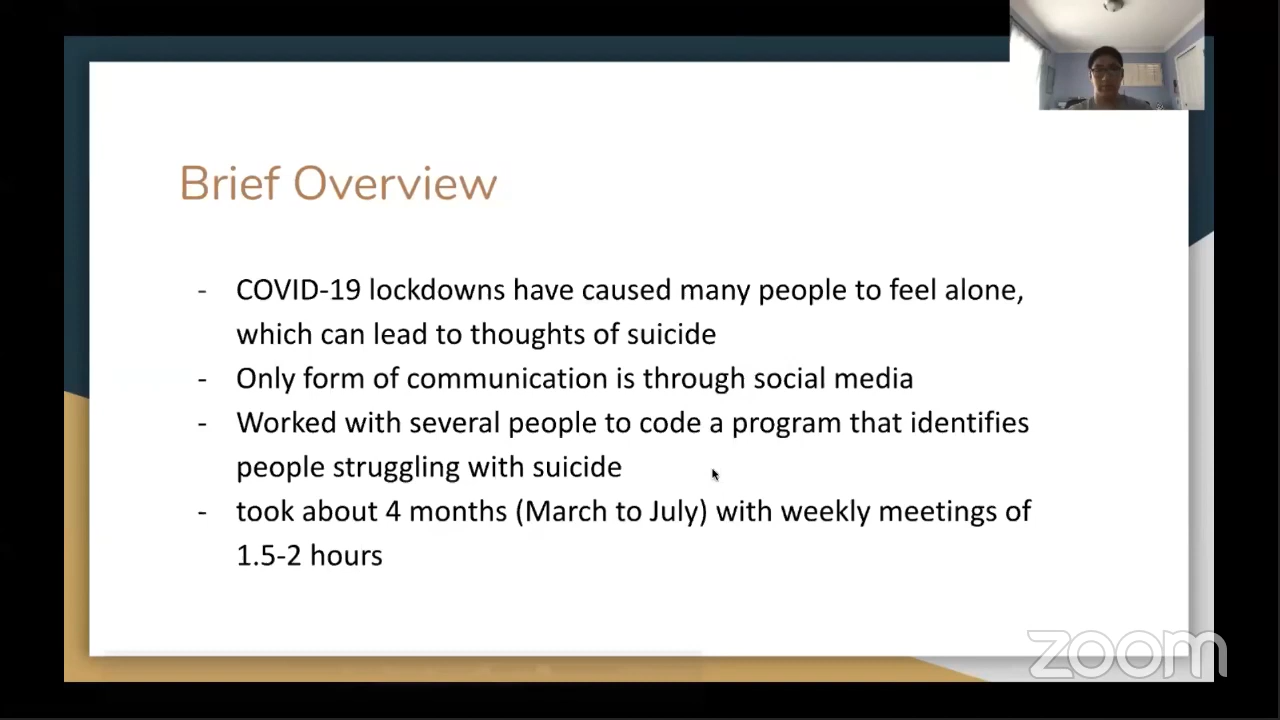 Brief Overview
- COVID-19 lockdowns have caused many people to feel alone,
which can lead to thoughts of suicide
- Only form of communication is through social media
- Worked with several people to code a program that identifies
people struggling with suicide
- took about 4 months (March to July) with weekly meetings of
1.5-2 hours
zoom